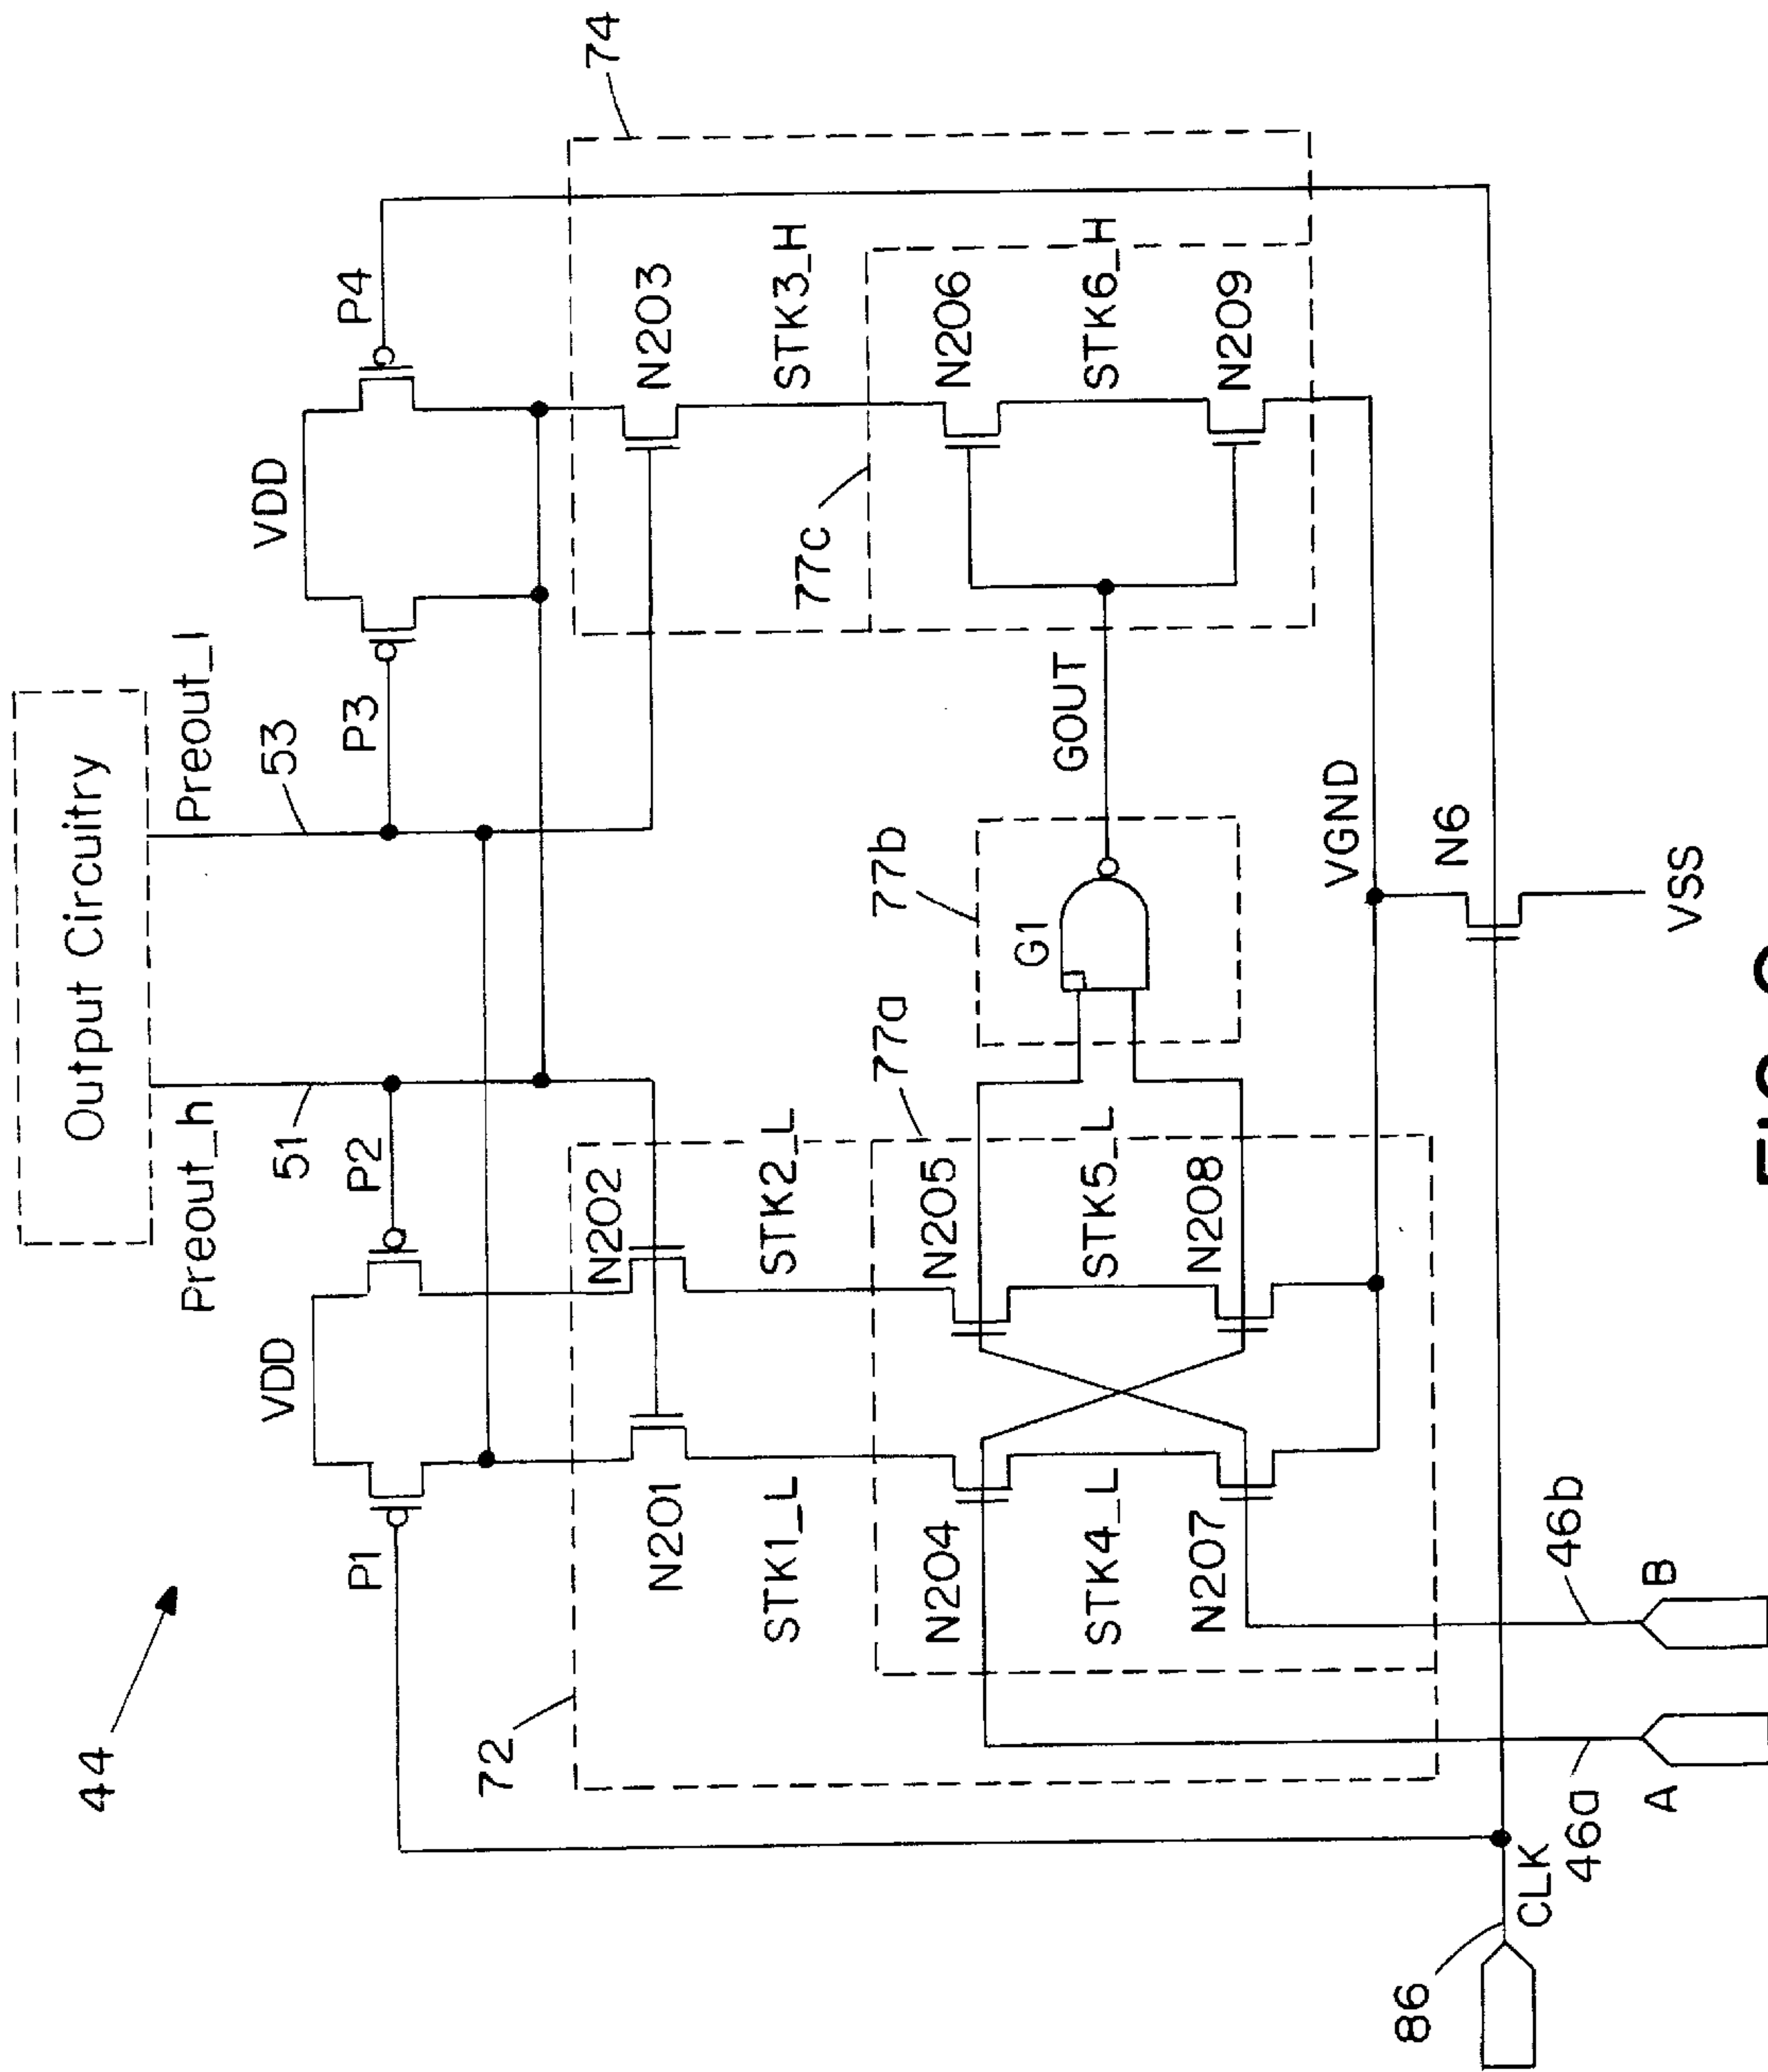 44
Output Circuitry
Preout_h
51
53
Preout_l
VDD
VDD
P1
P2
P3
P4
74
72
N201
N202
N203
STK1_L
STK2_L
STK3_H
77a
77b
77c
N204
N205
N206
G1
GOUT
STK4_L
STK5_L
STK6_H
N207
N208
N209
VGND
N6
VSS
86
CLK
46a
46b
A
B